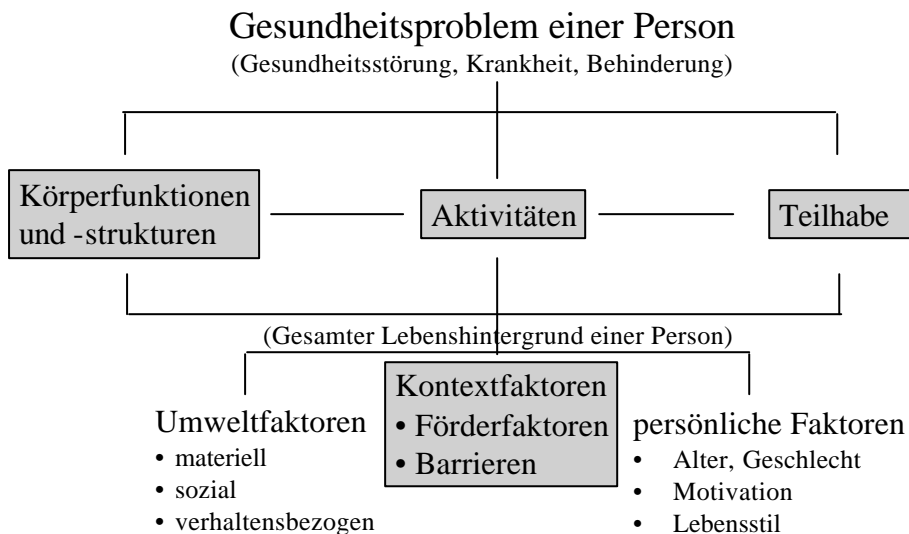 Gesundheitsproblem einer Person
(Gesundheitsstörung, Krankheit, Behinderung)
Körperfunktionen
und -strukturen
Aktivitäten
Teilhabe
(Gesamter Lebenshintergrund einer Person)
Umweltfaktoren
• materiell
• sozial
• verhaltensbezogen
Kontextfaktoren
• Förderfaktoren
• Barrieren
persönliche Faktoren
• Alter, Geschlecht
• Motivation
• Lebensstil